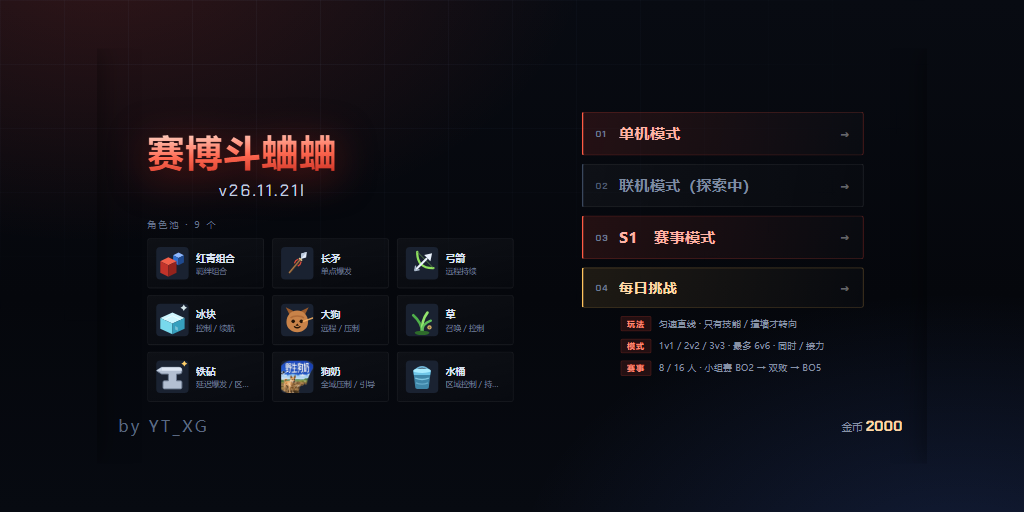 赛博斗蛐蛐
v26.11.21l
角色池 · 9 个
红青组合
羁绊组合
长矛
单点爆发
弓箭
远程持续
冰块
控制 / 续航
大狗
远程 / 压制
草
召唤 / 控制
铁砧
延迟爆发 / 区...
狗奶
全域压制 / 引导
水桶
区域控制 / 持...
by YT_XG
01 单机模式 →
02 联机模式（探索中） →
03 S1 赛事模式 →
04 每日挑战 →
玩法 匀速直线 · 只有技能 / 撞墙才转向
模式 1v1 / 2v2 / 3v3 · 最多 6v6 · 同时 / 接力
赛事 8 / 16 人 · 小组赛 BO2 → 双败 → BO5
金币 2000